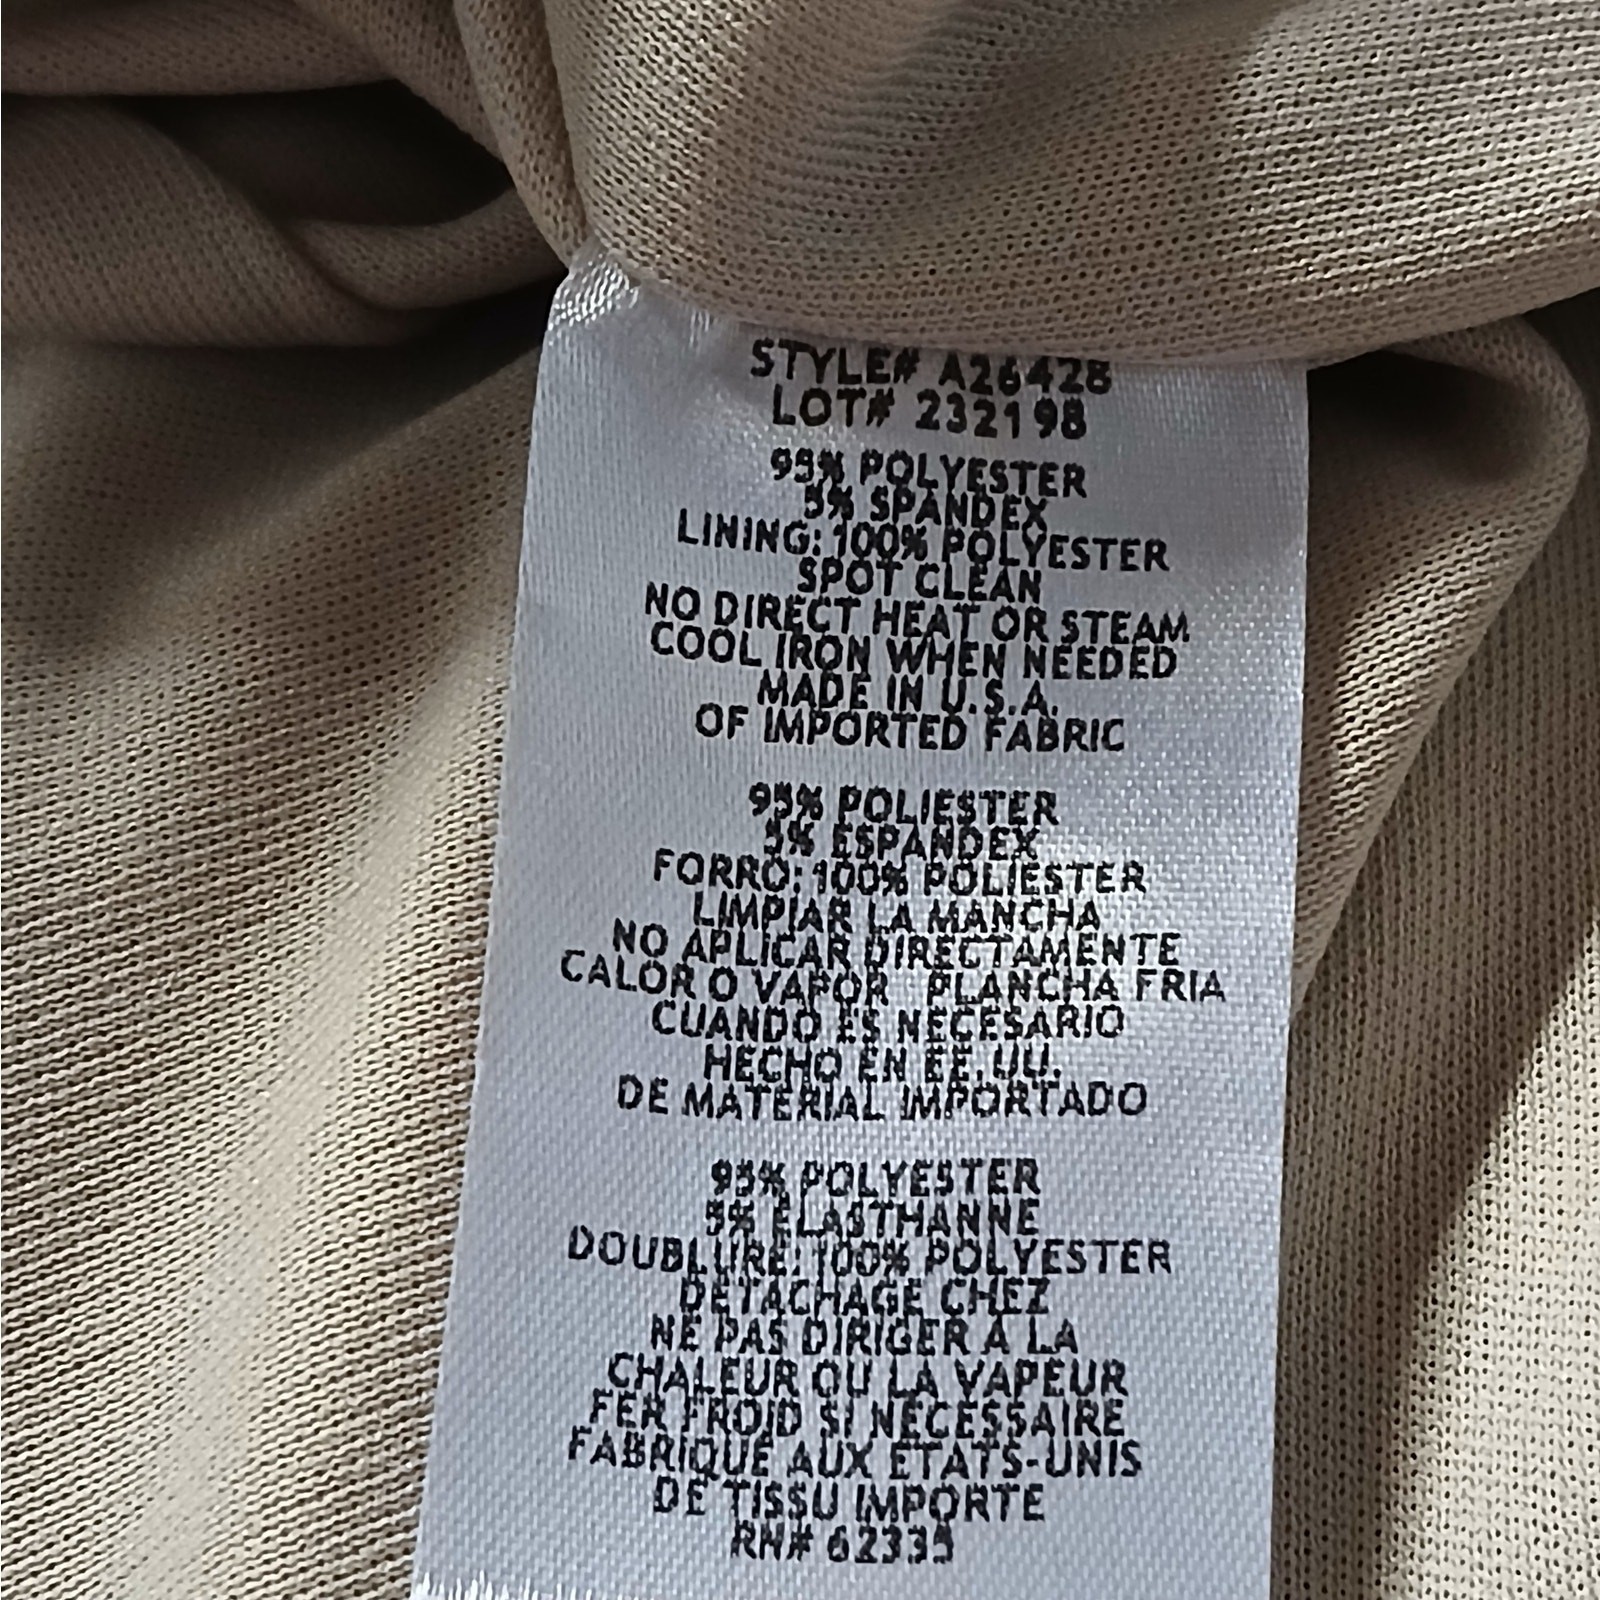 STYLE# A26428
LOT# 232198
95% POLYESTER
5% SPANDEX
LINING: 100% POLYESTER
SPOT CLEAN
NO DIRECT HEAT OR STEAM
COOL IRON WHEN NEEDED
MADE IN U.S.A.
OF IMPORTED FABRIC
95% POLIESTER
5% ESPANDEX
FORRO: 100% POLIESTER
LIMPIAR LA MANCHA
NO APLICAR DIRECTAMENTE
CALOR O VAPOR PLANCHA FRIA
CUANDO ES NECESARIO
HECHO EN EE.UU.
DE MATERIAL IMPORTADO
95% POLYESTER
5% ELASTHANNE
DOUBLURE: 100% POLYESTER
DETACHAGE CHEZ
NE PAS DIRIGER A LA
CHALEUR OU LA VAPEUR
FER FROID SI NECESSAIRE
FABRIQUE AUX ETATS-UNIS
DE TISSU IMPORTE
RN# 62335